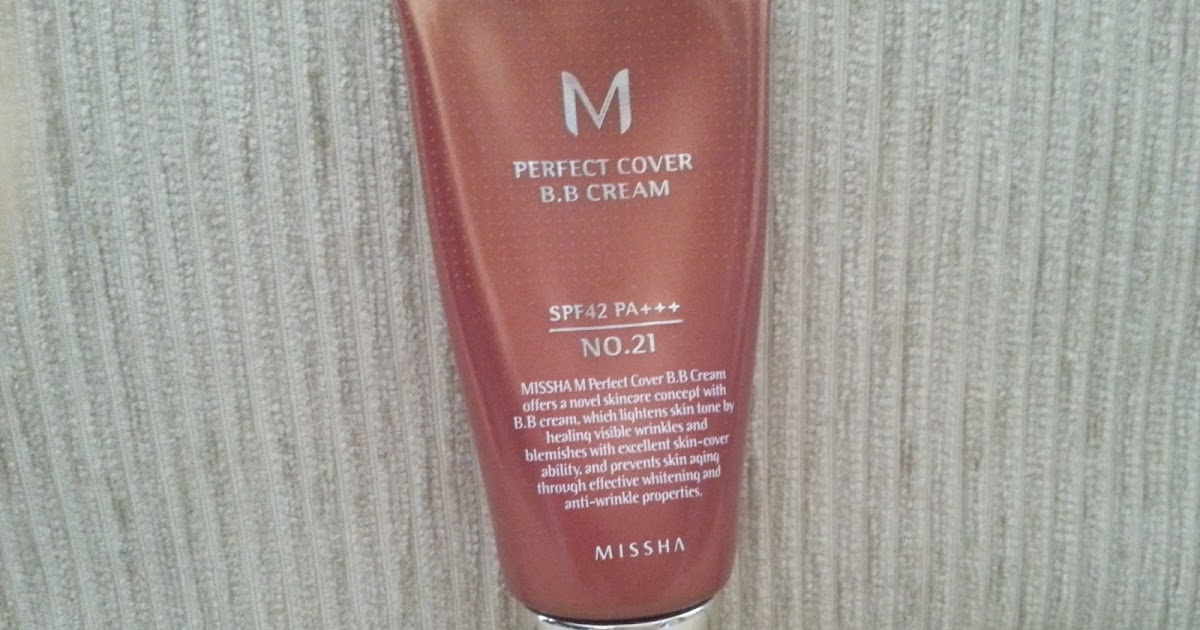 M
PERFECT COVER
B.B CREAM
SPF42 PA+++
NO.21
MISSHA M Perfect Cover B.B Cream
offers a novel skincare concept with
B.B cream, which lightens skin tone by
healing visible wrinkles and
blemishes with excellent skin-cover
ability, and prevents skin aging
through effective whitening and
anti-wrinkle properties.
MISSHA